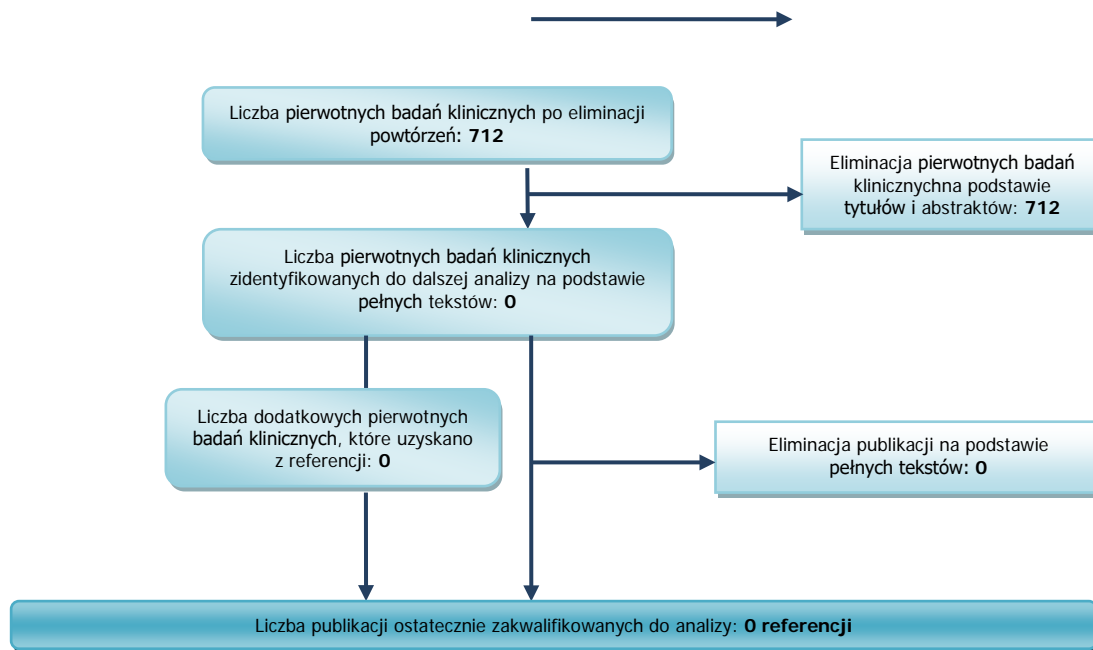 Liczba pierwotnych badań klinicznych po eliminacji
powtórzeń: 712
Eliminacja pierwotnych badań
klinicznychna podstawie
tytułów i abstraktów: 712
Liczba pierwotnych badań klinicznych
zidentyfikowanych do dalszej analizy na podstawie
pełnych tekstów: 0
Liczba dodatkowych pierwotnych
badań klinicznych, które uzyskano
z referencji: 0
Eliminacja publikacji na podstawie
pełnych tekstów: 0
Liczba publikacji ostatecznie zakwalifikowanych do analizy: 0 referencji